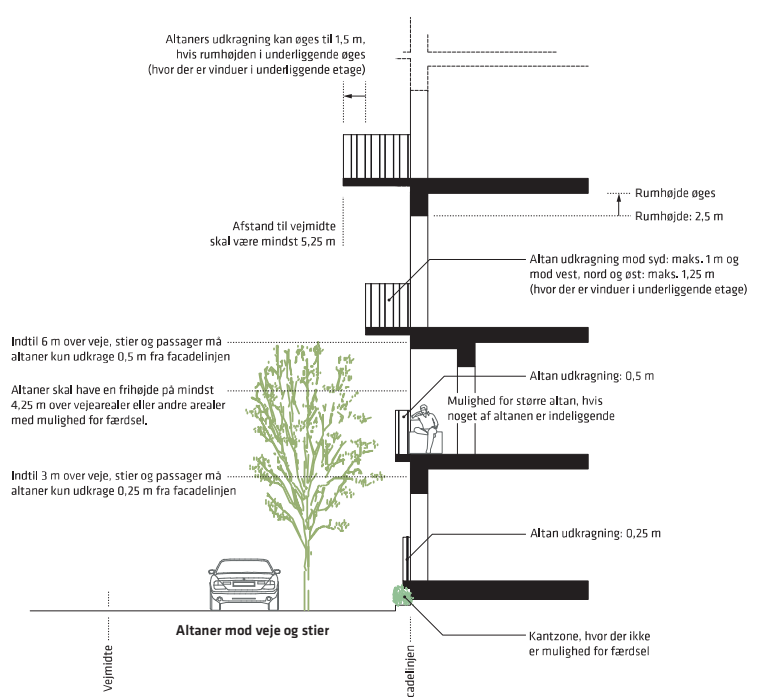 Altaners udkragning kan øges til 1,5 m,
hvis rumhøjden i underliggende øges
(hvor der er vinduer i underliggende etage)
Rumhøjde øges
Rumhøjde: 2,5 m
Afstand til vejmidte
skal være mindst 5,25 m
Altan udkragning mod syd: maks. 1 m og
mod vest, nord og øst: maks. 1,25 m
(hvor der er vinduer i underliggende etage)
Indtil 6 m over veje, stier og passager må
altaner kun udkrage 0,5 m fra facadelinjen
Altan udkragning: 0,5 m
Altaner skal have en frihøjde på mindst
4,25 m over vejearealer eller andre arealer
med mulighed for færdsel.
Mulighed for større altan, hvis
noget af altanen er indeliggende
Indtil 3 m over veje, stier og passager må
altaner kun udkrage 0,25 m fra facadelinjen
Altan udkragning: 0,25 m
Altaner mod veje og stier
Kantzone, hvor der ikke
er mulighed for færdsel
Vejmidte
cadelinjen